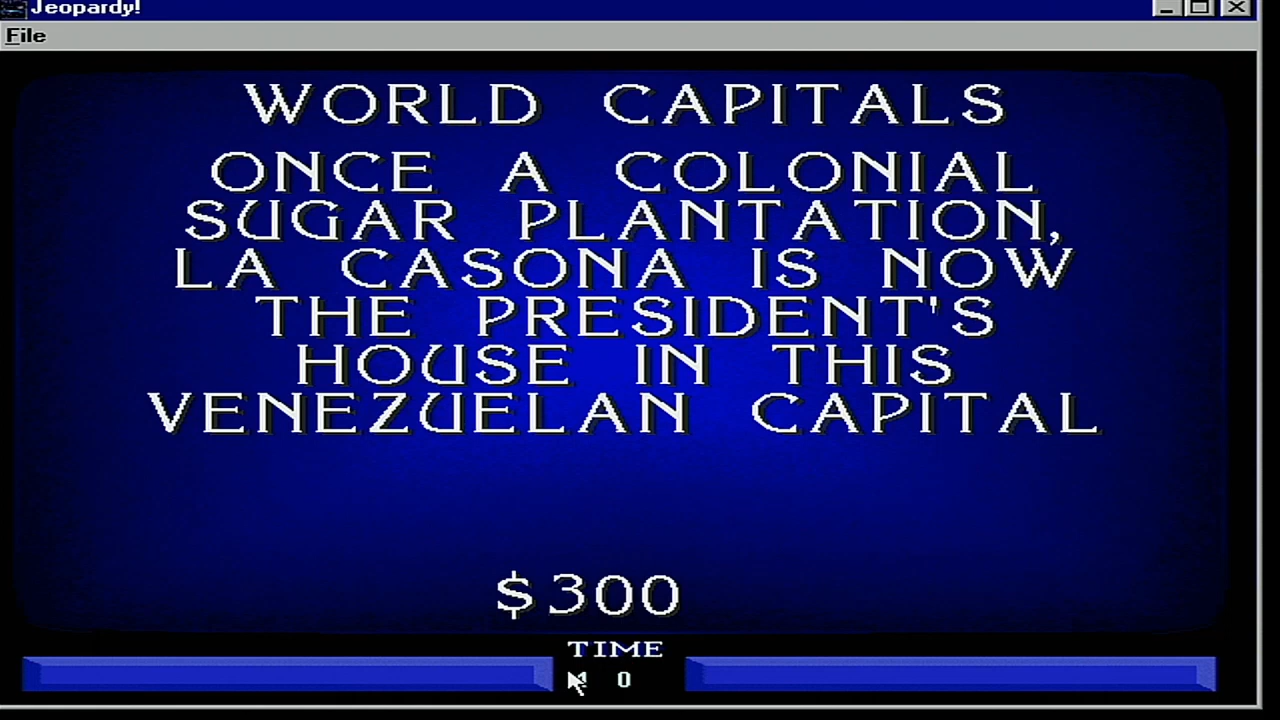 Jeopardy!
File
WORLD CAPITALS
ONCE A COLONIAL
SUGAR PLANTATION,
LA CASONA IS NOW
THE PRESIDENT'S
HOUSE IN THIS
VENEZUELAN CAPITAL
$300
TIME
0